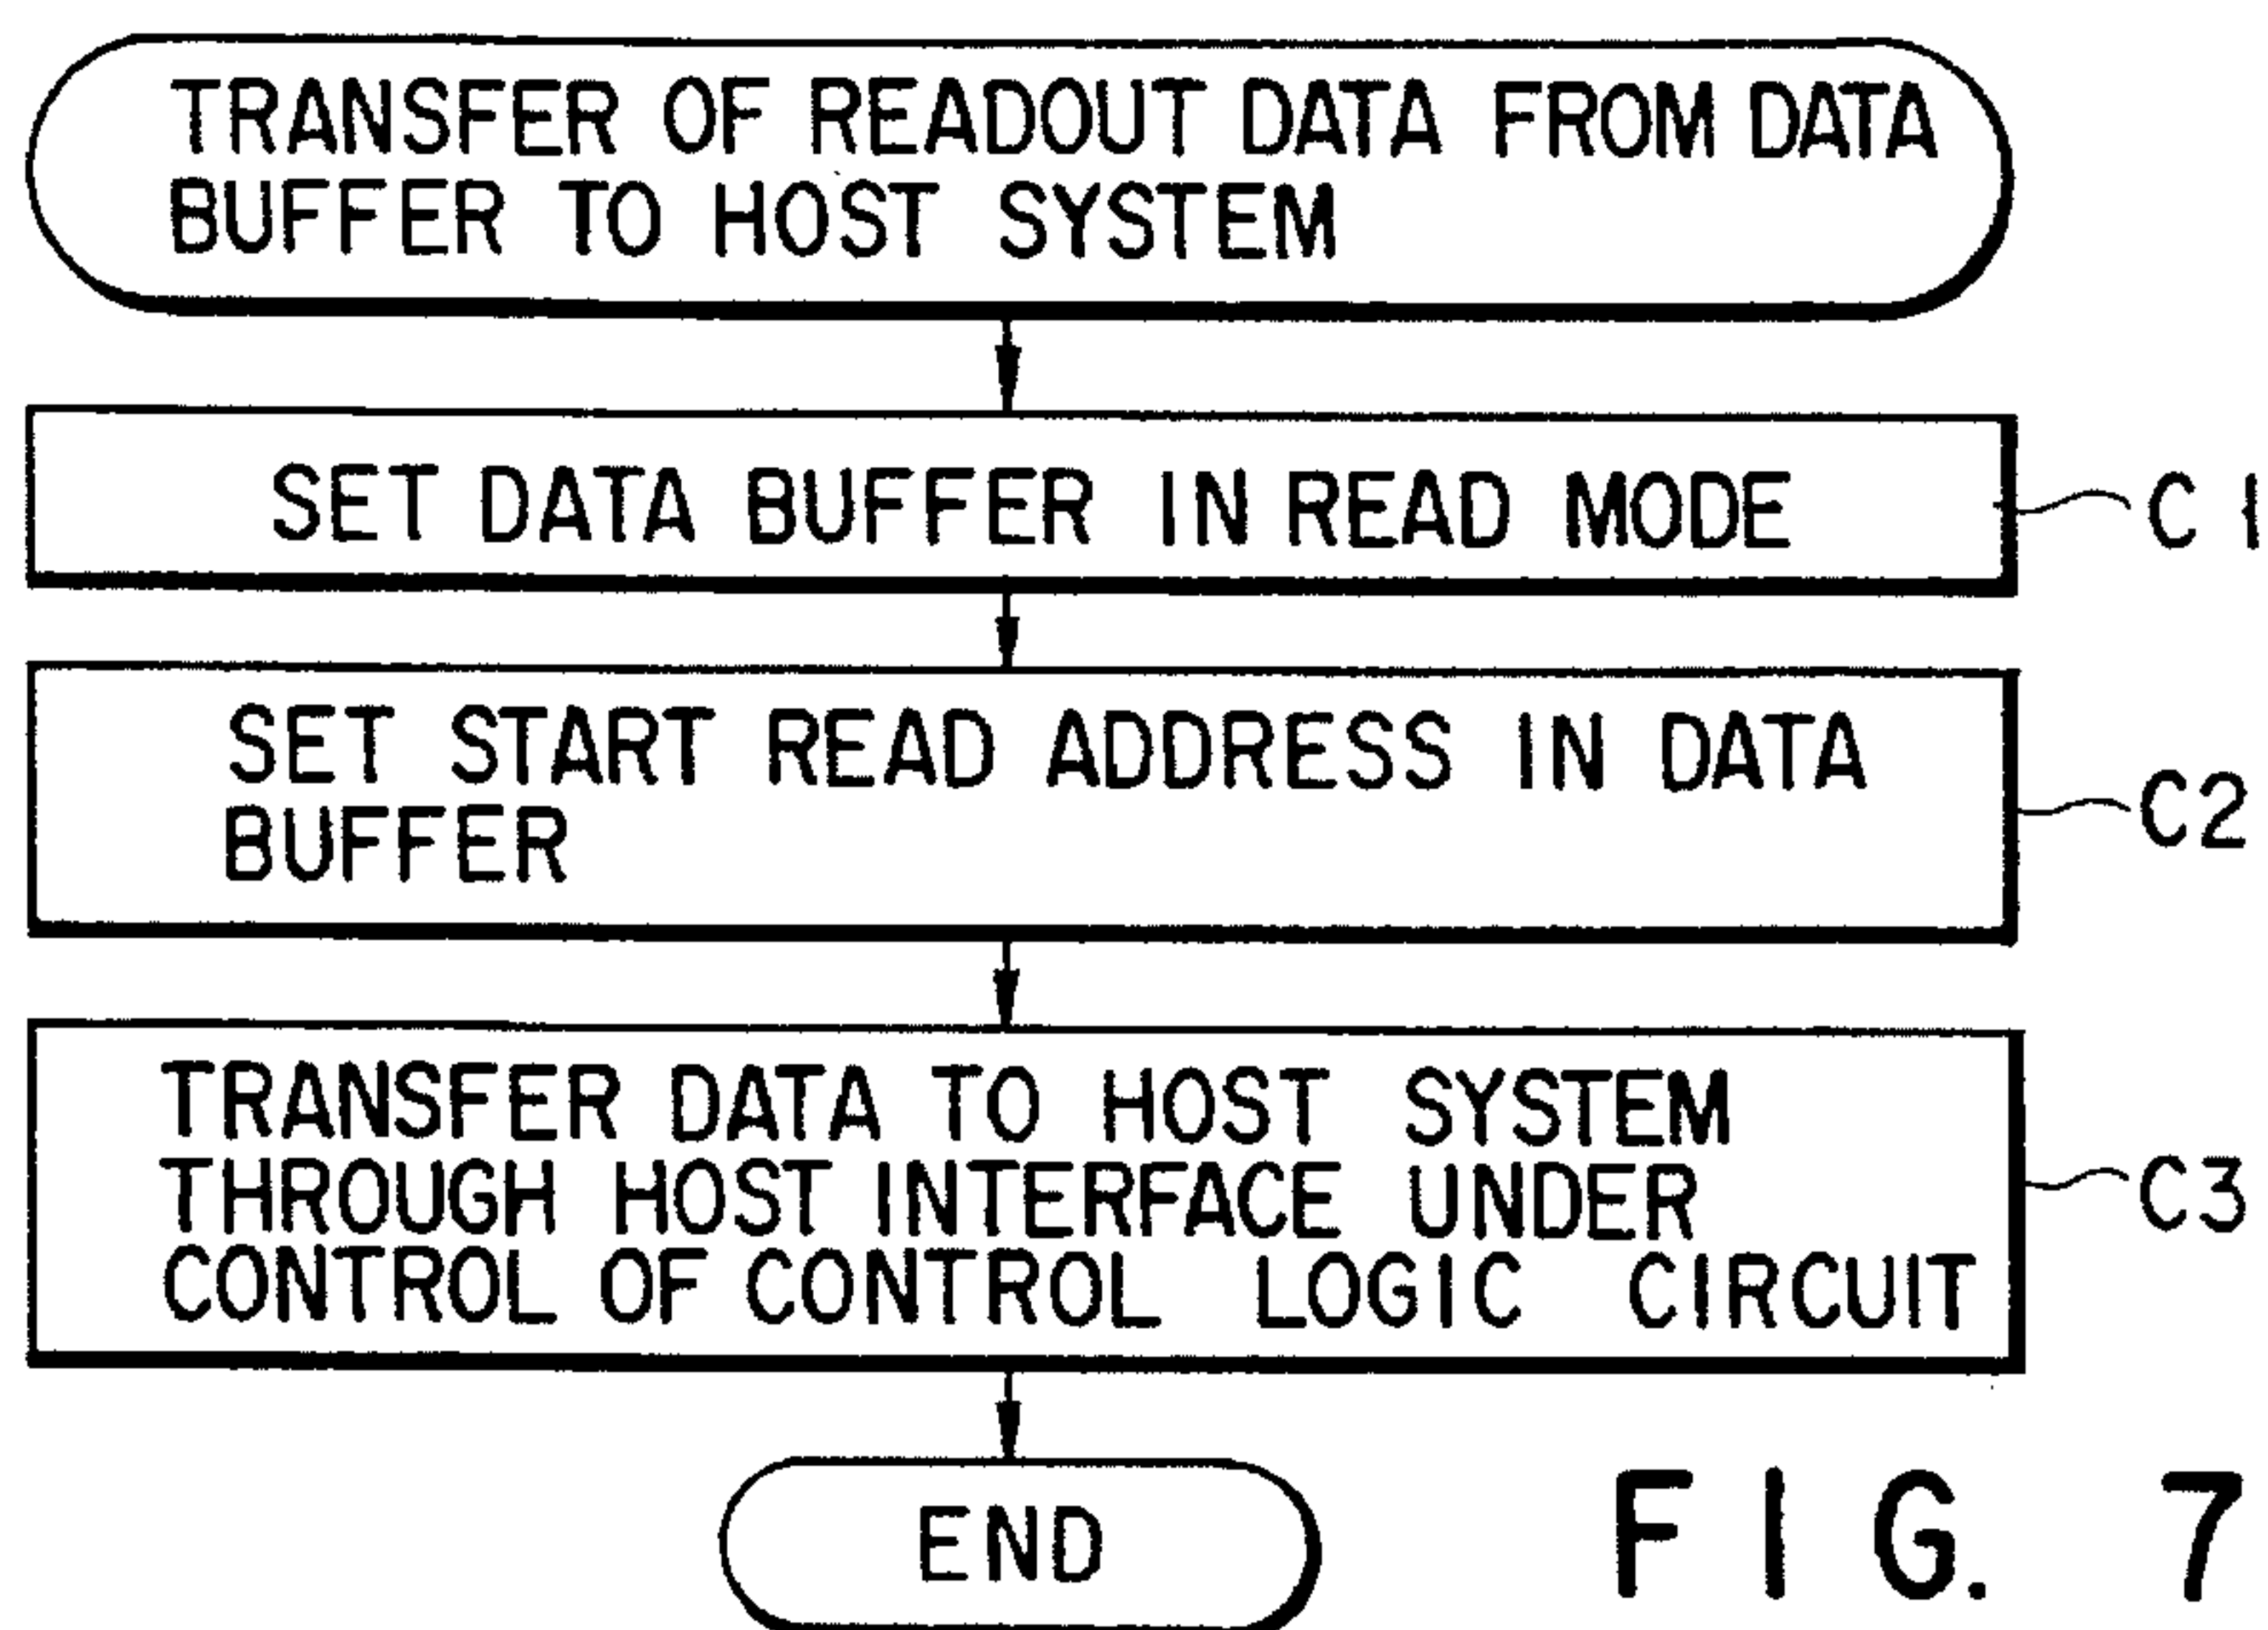 TRANSFER OF READOUT DATA FROM DATA
BUFFER TO HOST SYSTEM
SET DATA BUFFER IN READ MODE
C1
SET START READ ADDRESS IN DATA
BUFFER
C2
TRANSFER DATA TO HOST SYSTEM
THROUGH HOST INTERFACE UNDER
CONTROL OF CONTROL LOGIC CIRCUIT
C3
END
FIG. 7